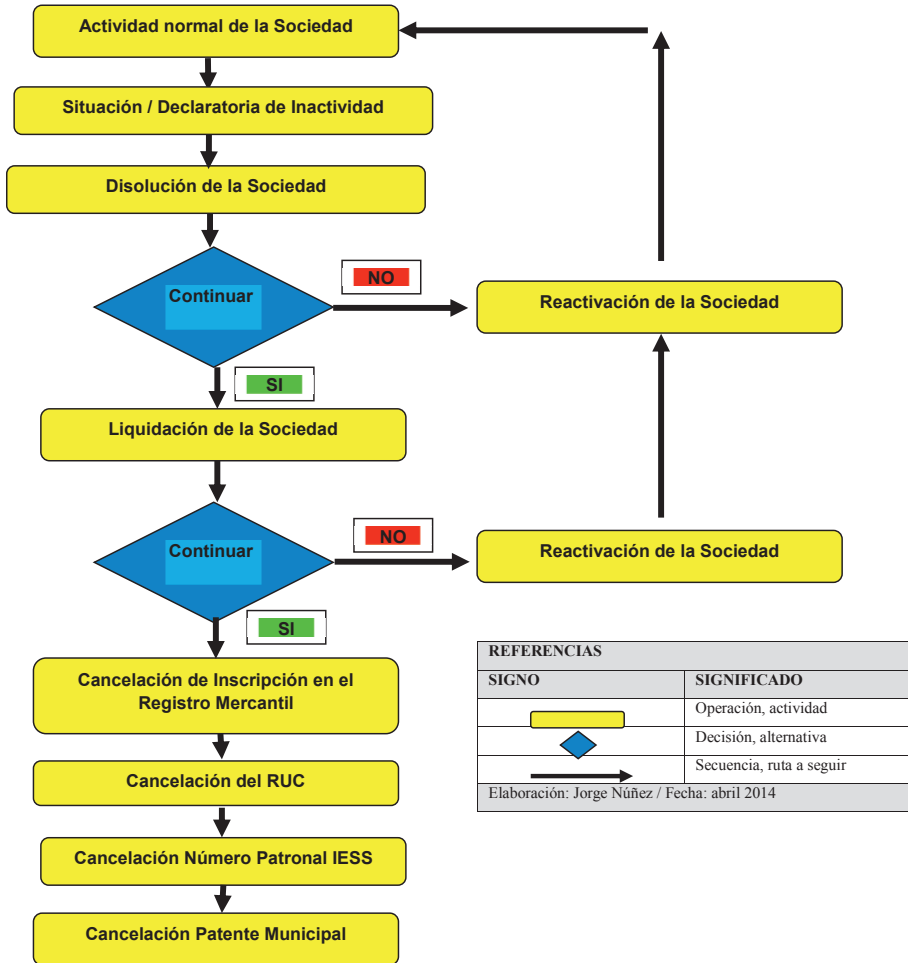 Actividad normal de la Sociedad
Situación / Declaratoria de Inactividad
Disolución de la Sociedad
Continuar
NO
Reactivación de la Sociedad
SI
Liquidación de la Sociedad
Continuar
NO
Reactivación de la Sociedad
SI
Cancelación de Inscripción en el
Registro Mercantil
Cancelación del RUC
Cancelación Número Patronal IESS
Cancelación Patente Municipal
REFERENCIAS
SIGNO SIGNIFICADO
Operación, actividad
Decisión, alternativa
Secuencia, ruta a seguir
Elaboración: Jorge Núñez / Fecha: abril 2014